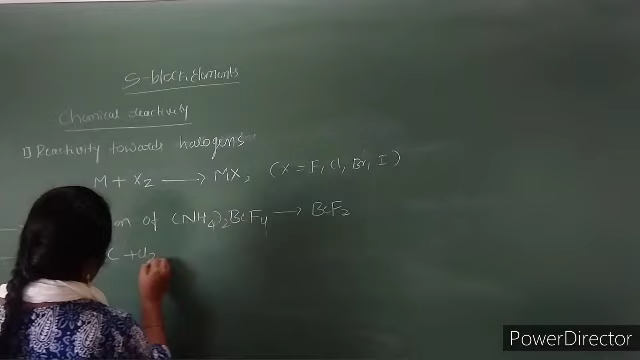 S-block Elements
Chemical reactivity
1) Reactivity towards halogens
M + X2 ⟶ MX2 (X = F, Cl, Br, I)
of (NH4)2BeF4 ⟶ BeF2
C + Cl2
PowerDirector